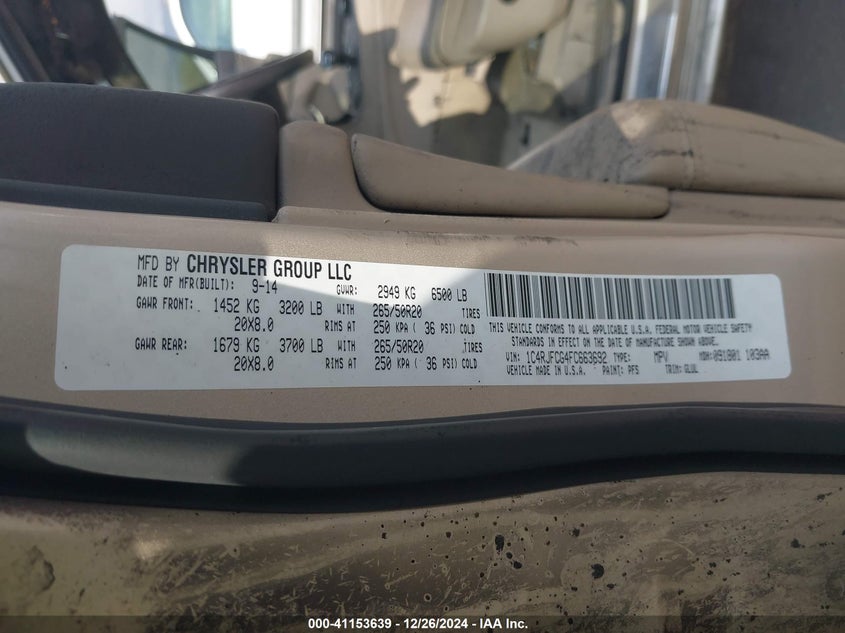 MFD BY CHRYSLER GROUP LLC
DATE OF MFR(BUILT): 9-14 GVWR: 2949 KG 6500 LB
GAWR FRONT: 1452 KG 3200 LB WITH 265/50R20 TIRES
20X8.0 RIMS AT 250 KPA ( 36 PSI) COLD
GAWR REAR: 1679 KG 3700 LB WITH 265/50R20 TIRES
20X8.0 RIMS AT 250 KPA ( 36 PSI) COLD
THIS VEHICLE CONFORMS TO ALL APPLICABLE U.S.A. FEDERAL MOTOR VEHICLE SAFETY
STANDARDS IN EFFECT ON THE DATE OF MANUFACTURE SHOWN ABOVE.
VIN: 1C4RJFCG4FC663692 TYPE: MPV MDH: 091901 103AA
VEHICLE MADE IN U.S.A. PAINT: PFS TRIM: GLUL
000-41153639 - 12/26/2024 - IAA Inc.